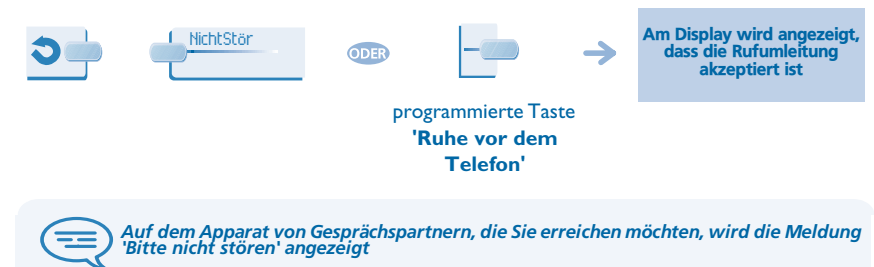 NichtStör
ODER
Am Display wird angezeigt,
dass die Rufumleitung
akzeptiert ist
programmierte Taste
'Ruhe vor dem
Telefon'
Auf dem Apparat von Gesprächspartnern, die Sie erreichen möchten, wird die Meldung
'Bitte nicht stören' angezeigt